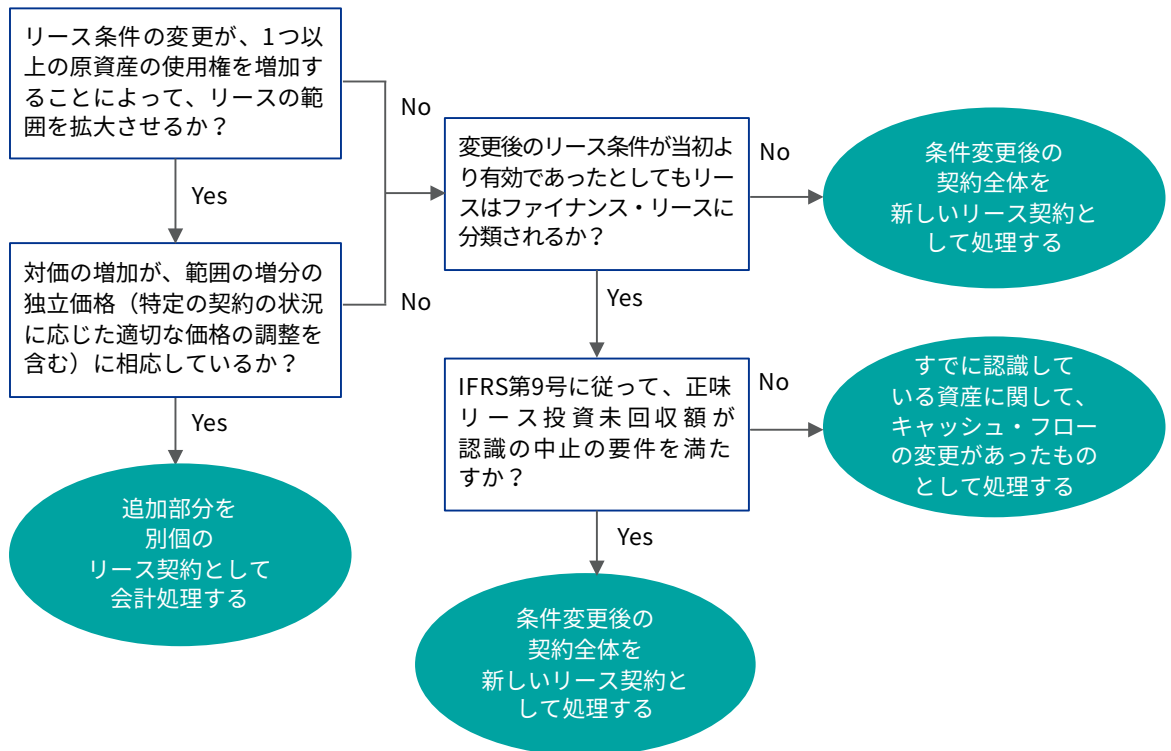 リース条件の変更が、1つ以
上の原資産の使用権を増加す
ることによって、リースの範
囲を拡大させるか？
No
Yes
変更後のリース条件が当初よ
り有効であったとしてもリー
スはファイナンス・リースに
分類されるか？
No
条件変更後の
契約全体を
新しいリース契約と
して処理する
対価の増加が、範囲の増分の
独立価格（特定の契約の状況
に応じた適切な価格の調整を
含む）に相応しているか？
No
Yes
Yes
IFRS第9号に従って、正味
リース投資未回収額が
認識の中止の要件を満た
すか？
No
すでに認識して
いる資産に関して、
キャッシュ・フロー
の変更があったもの
として処理する
追加部分を
別個の
リース契約として
会計処理する
Yes
条件変更後の
契約全体を
新しいリース契約と
して処理する